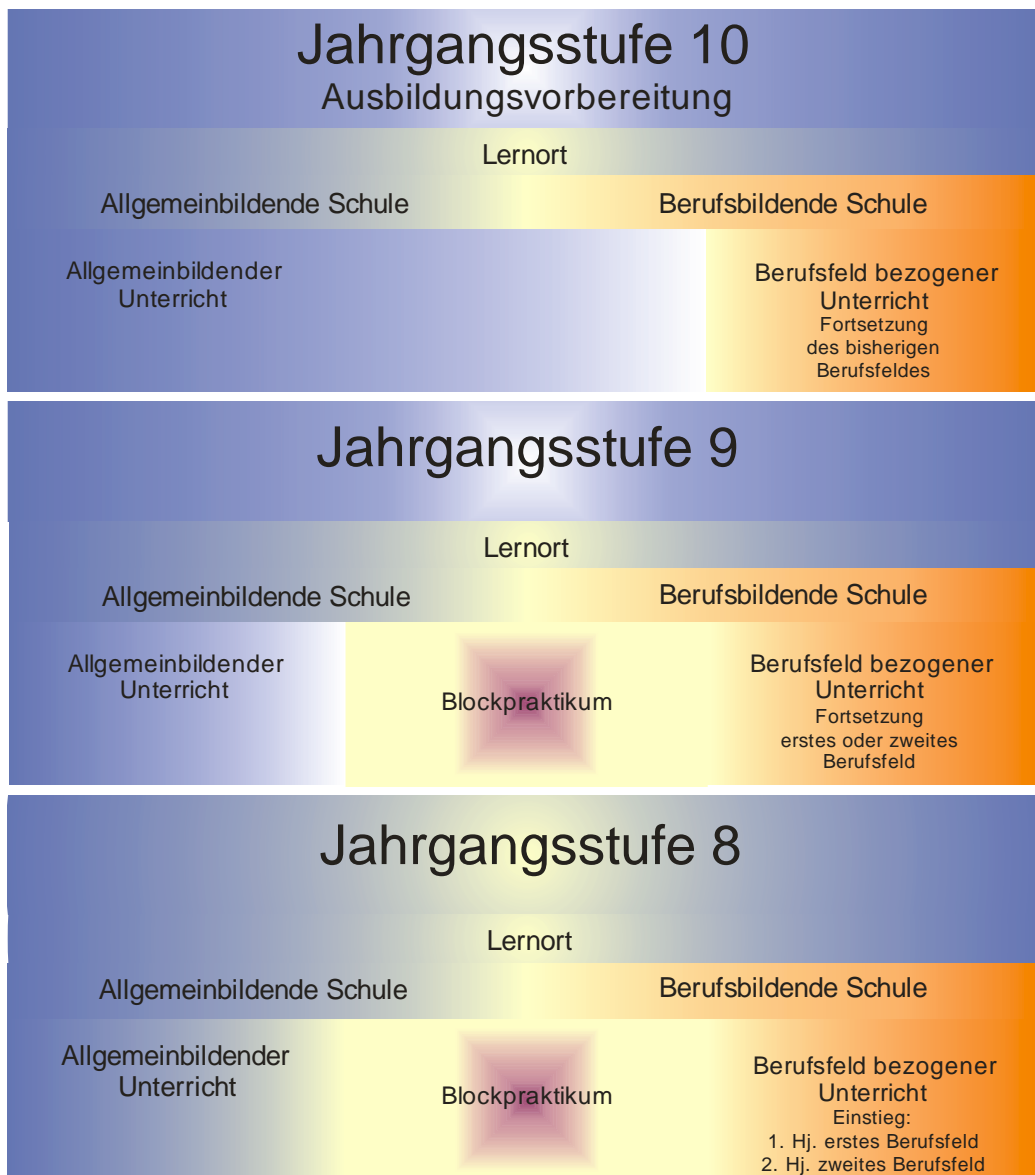 Jahrgangsstufe 10
Ausbildungsvorbereitung
Lernort
Allgemeinbildende Schule
Berufsbildende Schule
Allgemeinbildender
Unterricht
Berufsfeld bezogener
Unterricht
Fortsetzung
des bisherigen
Berufsfeldes
Jahrgangsstufe 9
Lernort
Allgemeinbildende Schule
Berufsbildende Schule
Allgemeinbildender
Unterricht
Blockpraktikum
Berufsfeld bezogener
Unterricht
Fortsetzung
erstes oder zweites
Berufsfeld
Jahrgangsstufe 8
Lernort
Allgemeinbildende Schule
Berufsbildende Schule
Allgemeinbildender
Unterricht
Blockpraktikum
Berufsfeld bezogener
Unterricht
Einstieg:
1. Hj. erstes Berufsfeld
2. Hj. zweites Berufsfeld